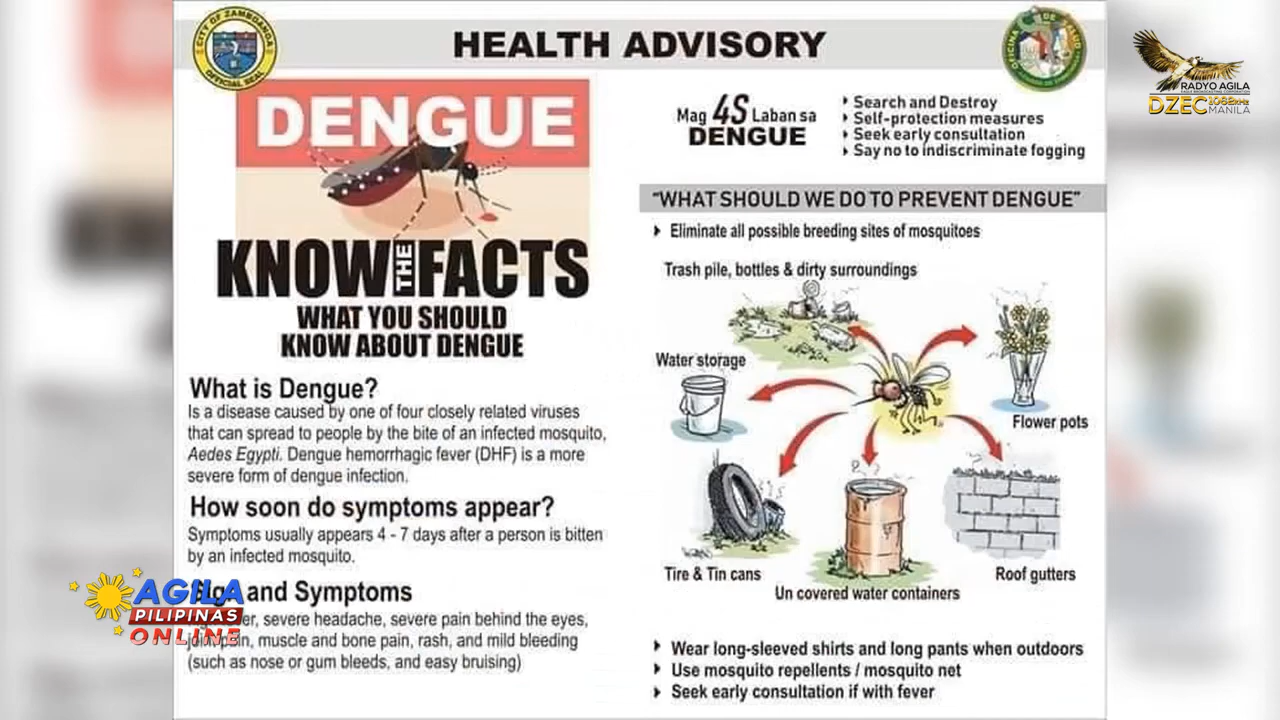 HEALTH ADVISORY
CITY OF ZAMBOANGA
OFFICIAL SEAL
RADYO AGILA
DZEC 1062KHz
MANILA
DENGUE
KNOW THE FACTS
WHAT YOU SHOULD
KNOW ABOUT DENGUE
What is Dengue?
Is a disease caused by one of four closely related viruses
that can spread to people by the bite of an infected mosquito,
Aedes Egypti. Dengue hemorrhagic fever (DHF) is a more
severe form of dengue infection.
How soon do symptoms appear?
Symptoms usually appears 4 - 7 days after a person is bitten
by an infected mosquito.
and Symptoms
severe headache, severe pain behind the eyes,
muscle and bone pain, rash, and mild bleeding
(such as nose or gum bleeds, and easy bruising)
AGILA
PILIPINAS
ONLINE
Mag 4S Laban sa
DENGUE
Search and Destroy
Self-protection measures
Seek early consultation
Say no to indiscriminate fogging
"WHAT SHOULD WE DO TO PREVENT DENGUE"
Eliminate all possible breeding sites of mosquitoes
Trash pile, bottles & dirty surroundings
Water storage
Flower pots
Tire & Tin cans
Roof gutters
Un covered water containers
Wear long-sleeved shirts and long pants when outdoors
Use mosquito repellents / mosquito net
Seek early consultation if with fever